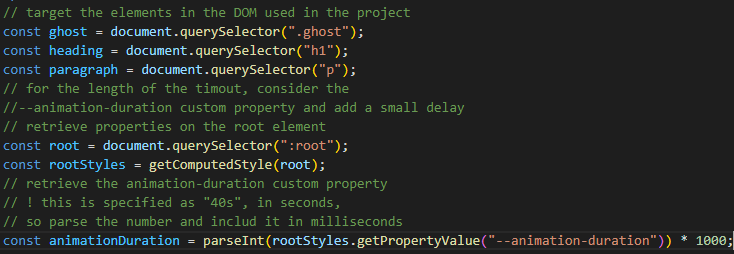 // target the elements in the DOM used in the project
const ghost = document.querySelector(".ghost");
const heading = document.querySelector("h1");
const paragraph = document.querySelector("p");
// for the length of the timout, consider the
//--animation-duration custom property and add a small delay
// retrieve properties on the root element
const root = document.querySelector(":root");
const rootStyles = getComputedStyle(root);
// retrieve the animation-duration custom property
// ! this is specified as "40s", in seconds,
// so parse the number and includ it in milliseconds
const animationDuration = parseInt(rootStyles.getPropertyValue("--animation-duration")) * 1000;